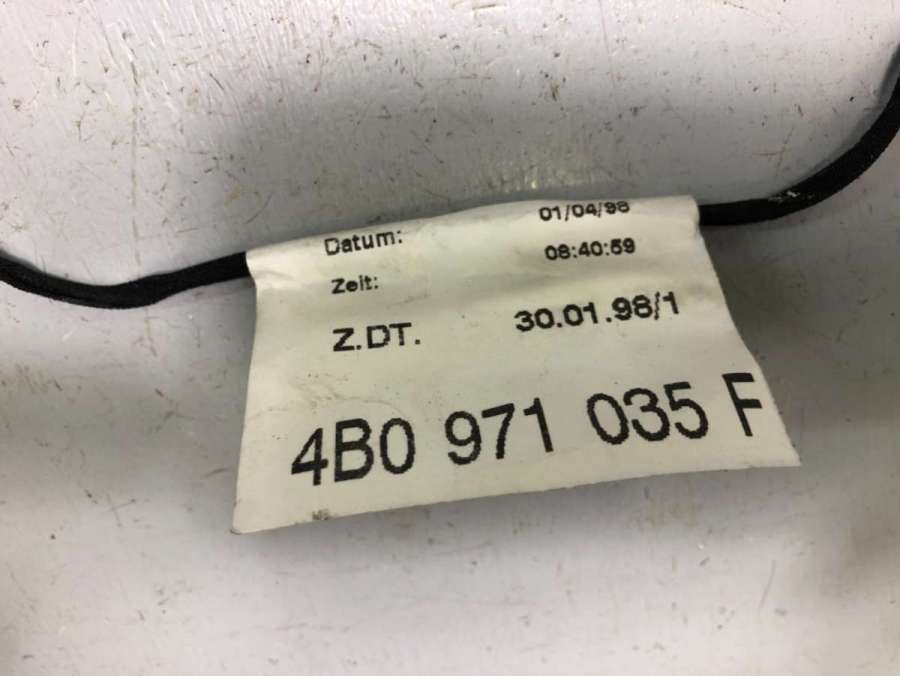 Datum: 01/04/98
Zeit: 08:40:59
Z.DT. 30.01.98/1
4B0 971 035 F